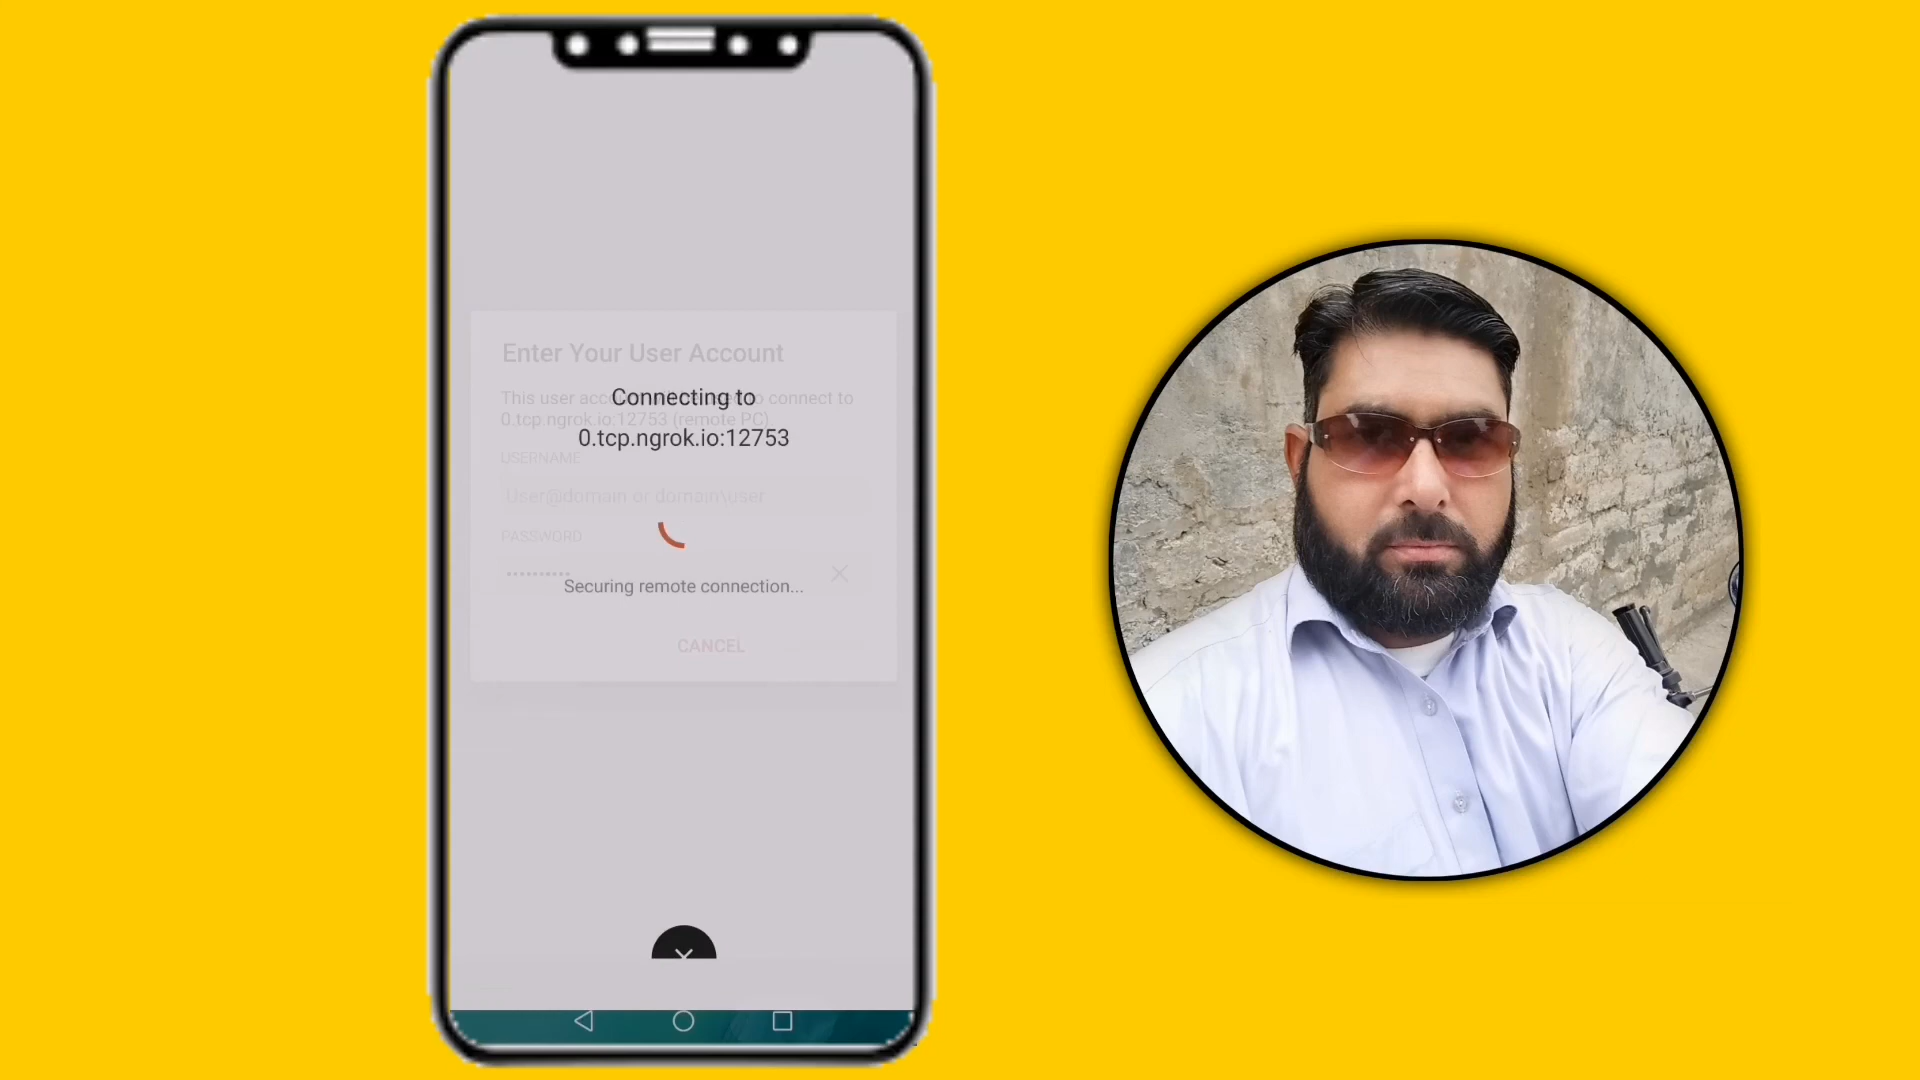 Enter Your User Account
This user acc to connect to
0.tcp.ngrok.io:12753 (remote PC).
Connecting to
0.tcp.ngrok.io:12753
USERNAME
User@domain or domain\user
PASSWORD
Securing remote connection...
CANCEL